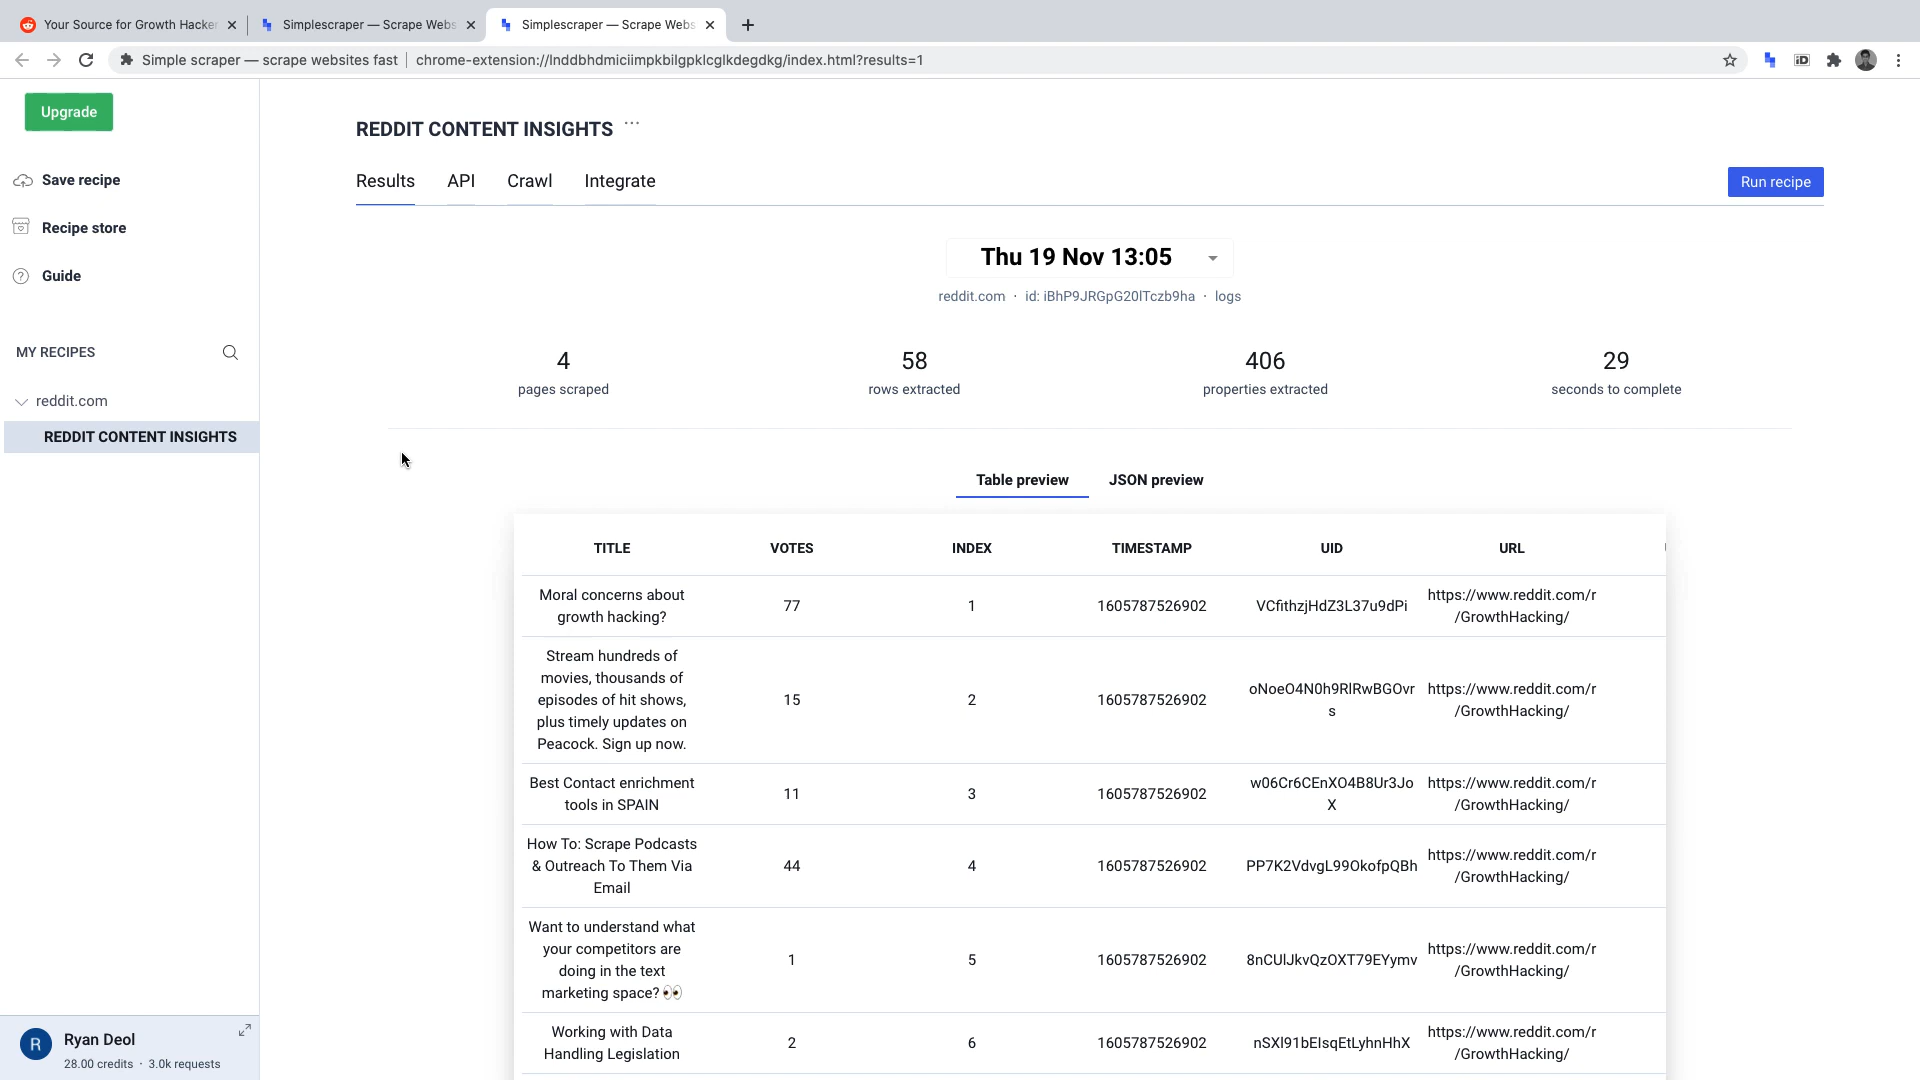 Your Source for Growth Hacker
Simplescraper — Scrape Webs
Simplescraper — Scrape Webs
Simple scraper — scrape websites fast
chrome-extension://lnddbhdmiciimpkbilgpklcglkdegdkg/index.html?results=1
iD
Upgrade
Save recipe
Recipe store
Guide
MY RECIPES
reddit.com
REDDIT CONTENT INSIGHTS
R
Ryan Deol
28.00 credits · 3.0k requests
REDDIT CONTENT INSIGHTS ...
Results API Crawl Integrate
Run recipe
Thu 19 Nov 13:05
reddit.com · id: iBhP9JRGpG20lTczb9ha · logs
4 58 406 29
pages scraped rows extracted properties extracted seconds to complete
Table preview JSON preview
TITLE VOTES INDEX TIMESTAMP UID URL
Moral concerns about
growth hacking?
77 1 1605787526902 VCfithzjHdZ3L37u9dPi
https://www.reddit.com/r
/GrowthHacking/
Stream hundreds of
movies, thousands of
episodes of hit shows,
plus timely updates on
Peacock. Sign up now.
15 2 1605787526902
oNoeO4N0h9RlRwBGOvr
s
https://www.reddit.com/r
/GrowthHacking/
Best Contact enrichment
tools in SPAIN
11 3 1605787526902
w06Cr6CEnXO4B8Ur3Jo
X
https://www.reddit.com/r
/GrowthHacking/
How To: Scrape Podcasts
& Outreach To Them Via
Email
44 4 1605787526902 PP7K2VdvgL99OkofpQBh
https://www.reddit.com/r
/GrowthHacking/
Want to understand what
your competitors are
doing in the text
marketing space? 👀
1 5 1605787526902 8nCUlJkvQzOXT79EYymv
https://www.reddit.com/r
/GrowthHacking/
Working with Data
Handling Legislation
2 6 1605787526902 nSXl91bElsqEtLyhnHhX
https://www.reddit.com/r
/GrowthHacking/